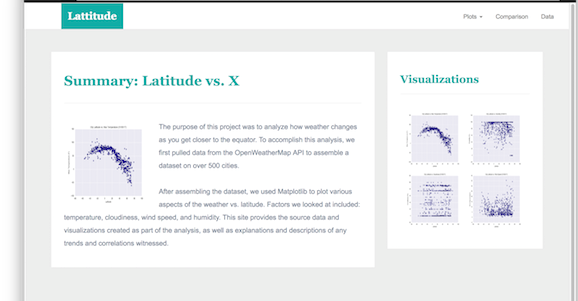 Lattitude
Plots
Comparison
Data
Summary: Latitude vs. X
The purpose of this project was to analyze how weather changes
as you get closer to the equator. To accomplish this analysis, we
first pulled data from the OpenWeatherMap API to assemble a
dataset on over 500 cities.
After assembling the dataset, we used Matplotlib to plot various
aspects of the weather vs. latitude. Factors we looked at included:
temperature, cloudiness, wind speed, and humidity. This site provides the source data and
visualizations created as part of the analysis, as well as explanations and descriptions of any
trends and correlations witnessed.
Visualizations